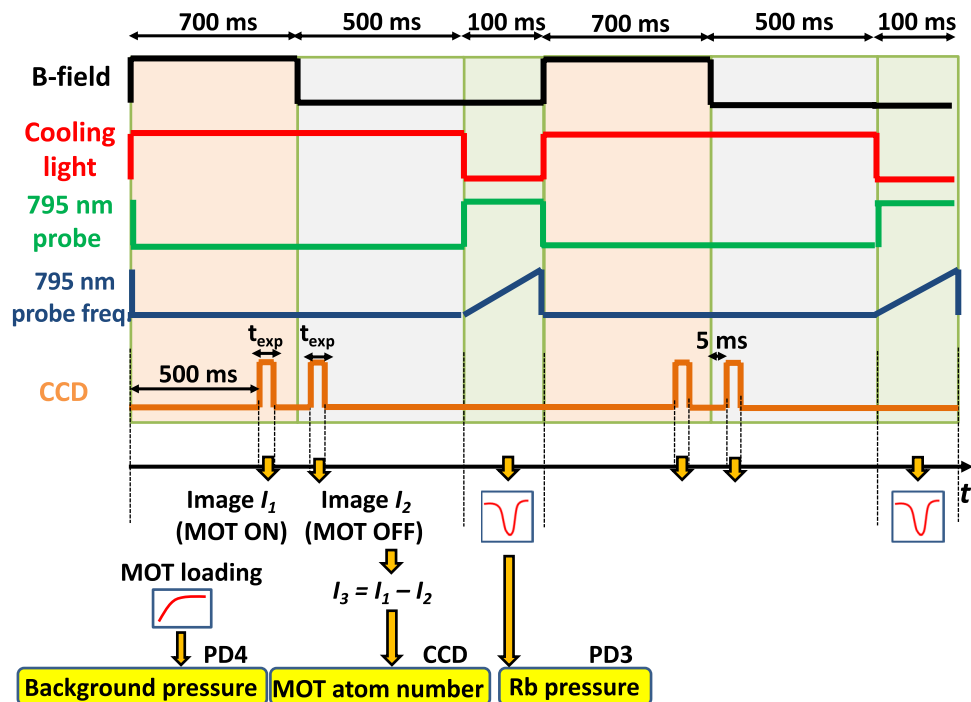 700 ms 500 ms 100 ms 700 ms 500 ms 100 ms
B-field
Cooling
light
795 nm
probe
795 nm
probe freq.
texp texp
5 ms
500 ms
CCD
t
Image I1 Image I2
(MOT ON) (MOT OFF)
MOT loading
I3 = I1 – I2
PD4 CCD PD3
Background pressure MOT atom number Rb pressure